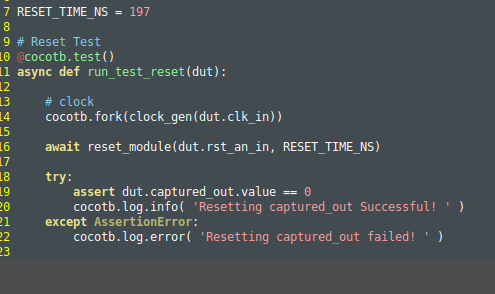 7 RESET_TIME_NS = 197
8
9 # Reset Test
10 @cocotb.test()
11 async def run_test_reset(dut):
12
13     # clock
14     cocotb.fork(clock_gen(dut.clk_in))
15
16     await reset_module(dut.rst_an_in, RESET_TIME_NS)
17
18     try:
19         assert dut.captured_out.value == 0
20         cocotb.log.info( 'Resetting captured_out Successful! ' )
21     except AssertionError:
22         cocotb.log.error( 'Resetting captured_out failed! ' )
23